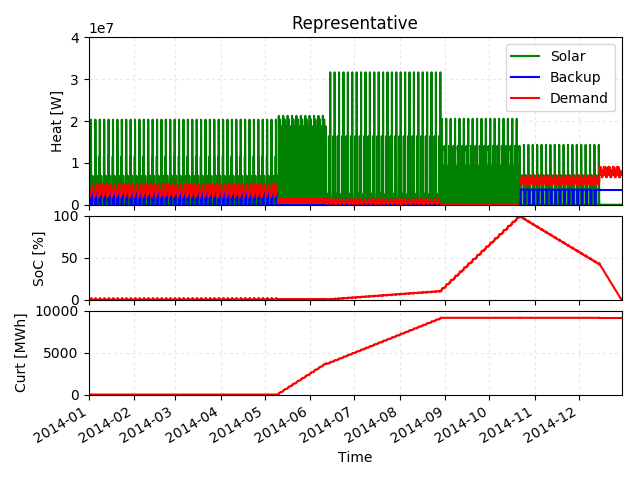 Representative
1e7
4
3
2
1
0
Heat [W]
Solar
Backup
Demand
100
50
0
SoC [%]
10000
5000
0
Curt [MWh]
2014-01
2014-02
2014-03
2014-04
2014-05
2014-06
2014-07
2014-08
2014-09
2014-10
2014-11
2014-12
Time